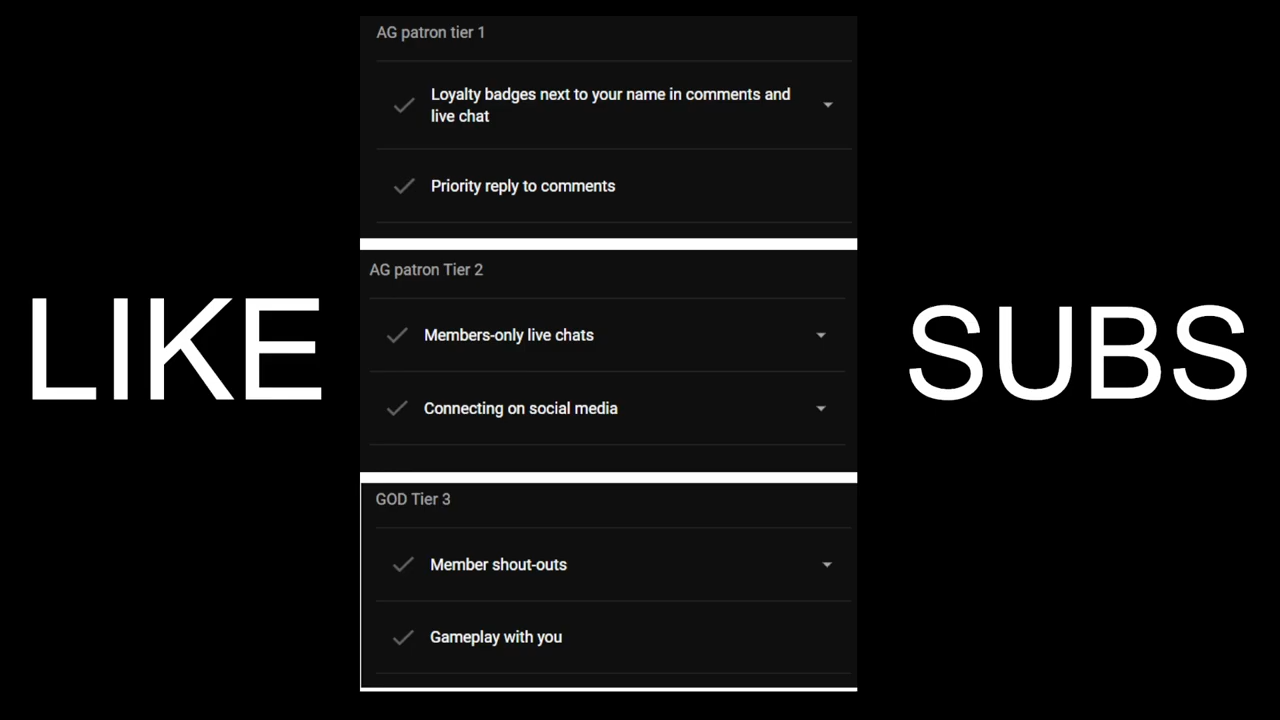 AG patron tier 1
Loyalty badges next to your name in comments and
live chat
Priority reply to comments
AG patron Tier 2
Members-only live chats
Connecting on social media
GOD Tier 3
Member shout-outs
Gameplay with you
LIKE
SUBS